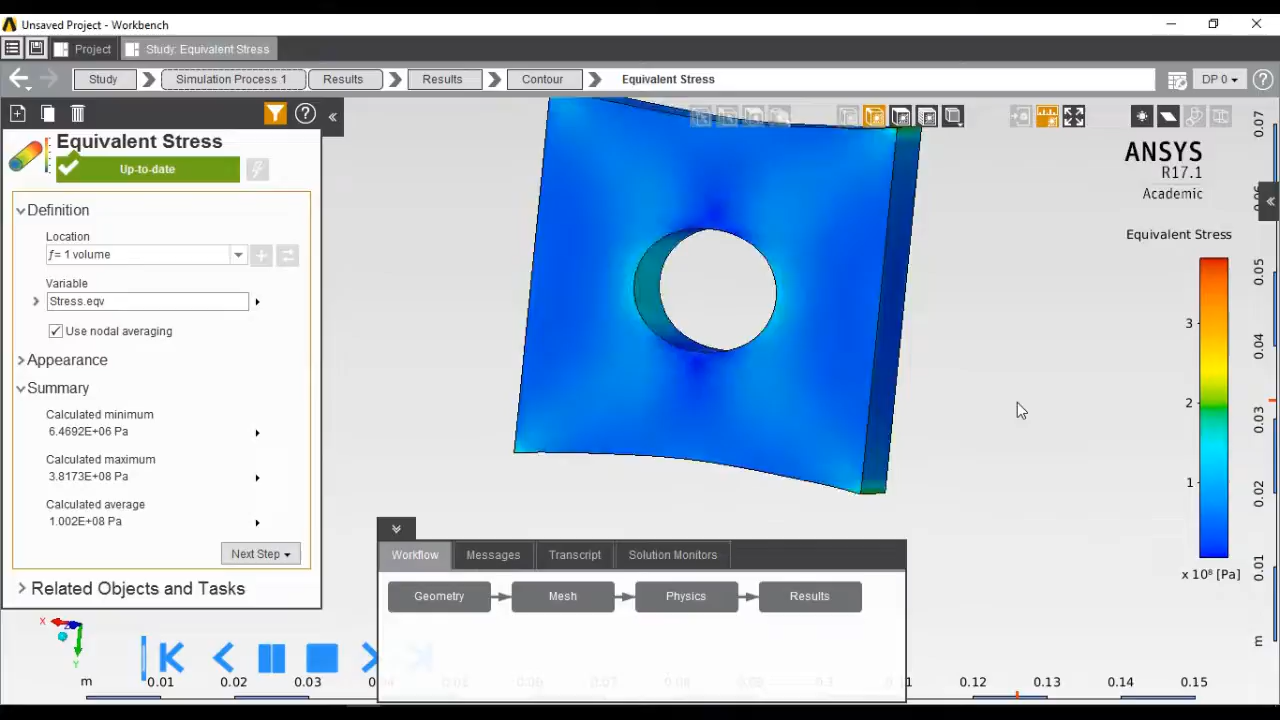 Unsaved Project - Workbench
Project
Study: Equivalent Stress
Study
Simulation Process 1
Results
Results
Contour
Equivalent Stress
DP 0
Equivalent Stress
Up-to-date
Definition
Location
ƒ= 1 volume
Variable
Stress.eqv
Use nodal averaging
Appearance
Summary
Calculated minimum
6.4692E+06 Pa
Calculated maximum
3.8173E+08 Pa
Calculated average
1.002E+08 Pa
Next Step
Related Objects and Tasks
ANSYS
R17.1
Academic
Equivalent Stress
3
2
1
x 10⁸ [Pa]
0.07
0.05
0.04
0.03
0.02
0.01
m
Workflow
Messages
Transcript
Solution Monitors
Geometry
Mesh
Physics
Results
X
Y
m
0.01
0.02
0.03
0.12
0.13
0.14
0.15